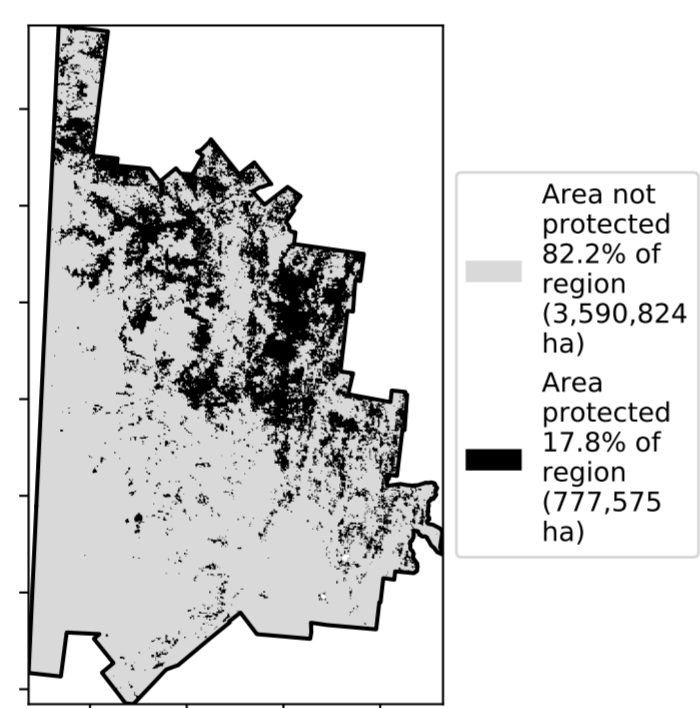 Area not
protected
82.2% of
region
(3,590,824
ha)
Area
protected
17.8% of
region
(777,575
ha)